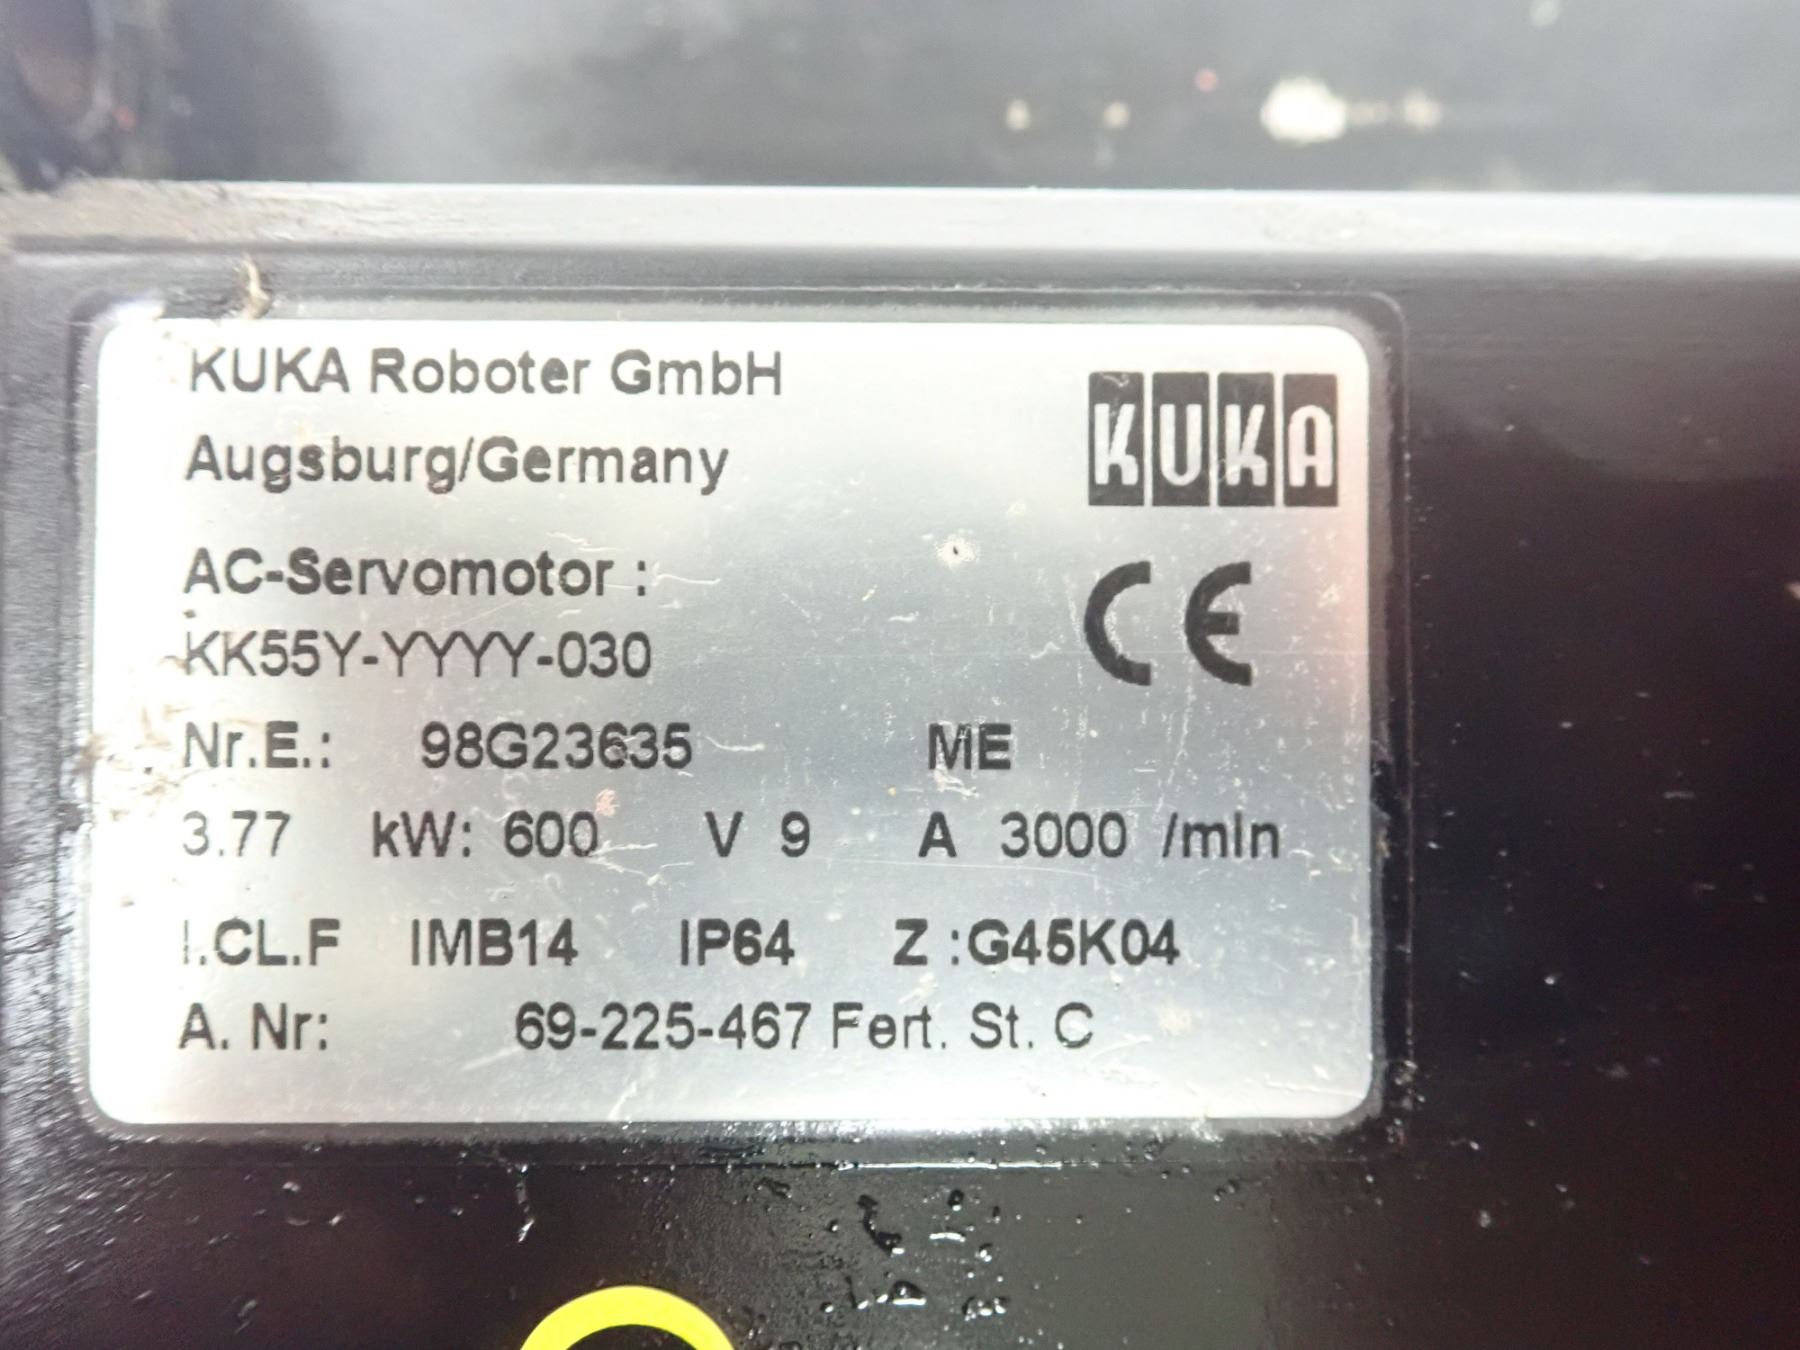 KUKA Roboter GmbH
KUKA
Augsburg/Germany
AC-Servomotor :
CE
KK55Y-YYYY-030
Nr.E.: 98G23635 ME
3.77 kW: 600 V 9 A 3000 /mIn
I.CL.F IMB14 IP64 Z :G45K04
A. Nr: 69-225-467 Fert. St. C